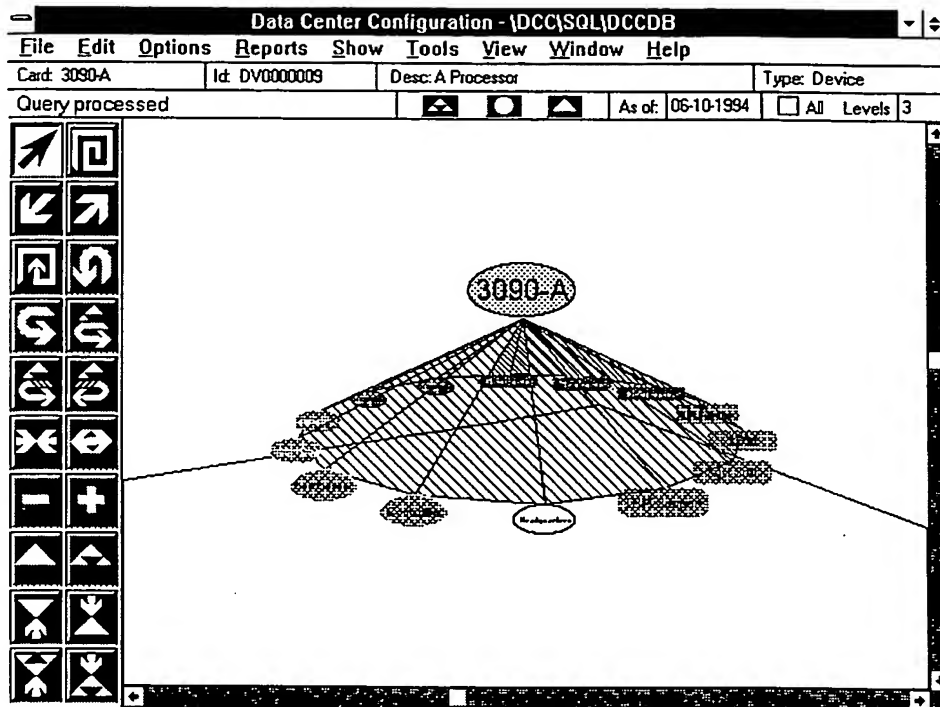 Data Center Configuration - \DCC\SQL\DCCDB
File Edit Options Reports Show Tools View Window Help
Card: 3090-A Id: DV0000009 Desc: A Processor Type: Device
Query processed As of: 06-10-1994 All Levels 3
3090-A
Headquarters